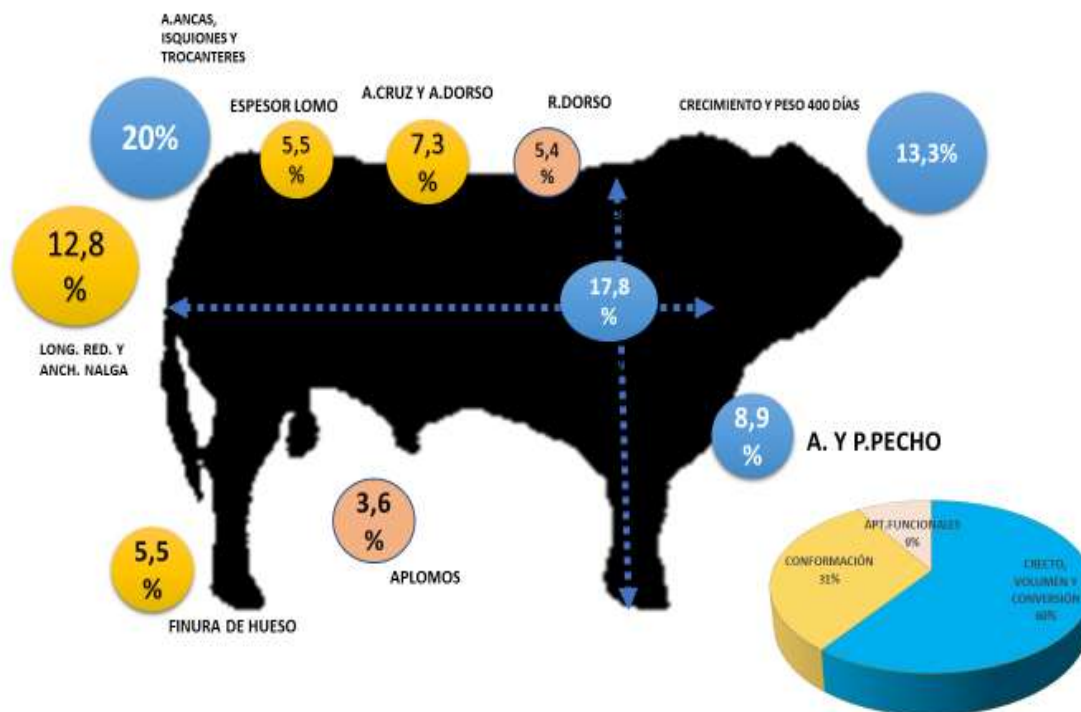 A.ANCAS,
ISQUIONES Y
TROCANTERES
20%
ESPESOR LOMO
5,5
%
A.CRUZ Y A.DORSO
7,3
%
R.DORSO
5,4
%
CRECIMIENTO Y PESO 400 DÍAS
13,3%
12,8
%
LONG. RED. Y
ANCH. NALGA
17,8
%
8,9
%
A. Y P.PECHO
3,6
%
APLOMOS
5,5
%
FINURA DE HUESO
APT.FUNCIONALES
CONFORMACIÓN
31%
CRECTO,
VOLUMEN Y
CONVERSIÓN
60%